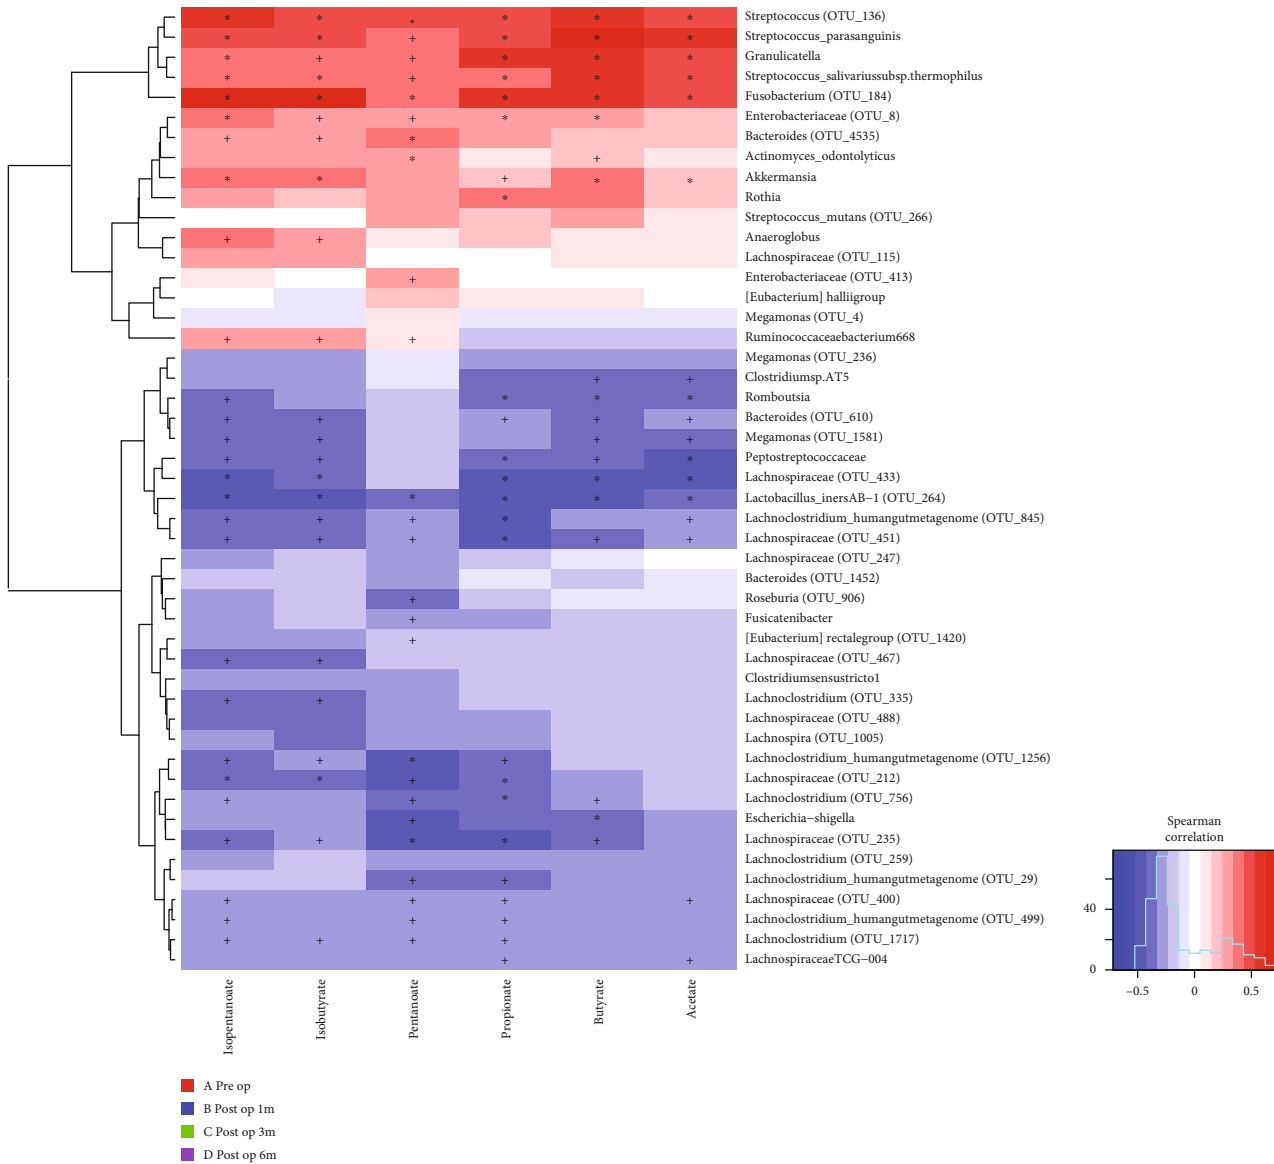 * * * * * * Streptococcus (OTU_136)
* * + * * * Streptococcus_parasanguinis
* + + * * * Granulicatella
* * + * * * Streptococcus_salivariussubsp.thermophilus
* * * * * * Fusobacterium (OTU_184)
* + + * * Enterobacteriaceae (OTU_8)
+ + * Bacteroides (OTU_4535)
* + Actinomyces_odontolyticus
* * + * * Akkermansia
* Rothia
Streptococcus_mutans (OTU_266)
+ + Anaeroglobus
Lachnospiraceae (OTU_115)
+ Enterobacteriaceae (OTU_413)
[Eubacterium] halliigroup
Megamonas (OTU_4)
+ + + Ruminococcaceaebacterium668
Megamonas (OTU_236)
+ + Clostridiumsp.AT5
+ * * * Romboutsia
+ + + + + Bacteroides (OTU_610)
+ + + + Megamonas (OTU_1581)
+ + * + * Peptostreptococcaceae
* * * * * Lachnospiraceae (OTU_433)
* * * * * * Lactobacillus_inersAB−1 (OTU_264)
+ + + * + Lachnoclostridium_humangutmetagenome (OTU_845)
+ + + * + + Lachnospiraceae (OTU_451)
Lachnospiraceae (OTU_247)
Bacteroides (OTU_1452)
+ Roseburia (OTU_906)
+ Fusicatenibacter
+ [Eubacterium] rectalegroup (OTU_1420)
+ + Lachnospiraceae (OTU_467)
Clostridiumsensustricto1
+ + Lachnoclostridium (OTU_335)
Lachnospiraceae (OTU_488)
Lachnospira (OTU_1005)
+ + * + Lachnoclostridium_humangutmetagenome (OTU_1256)
* * + * Lachnospiraceae (OTU_212)
+ + * + Lachnoclostridium (OTU_756)
+ * Escherichia−shigella
+ + * * + Lachnospiraceae (OTU_235)
Lachnoclostridium (OTU_259)
+ + Lachnoclostridium_humangutmetagenome (OTU_29)
+ + + + Lachnospiraceae (OTU_400)
+ + + Lachnoclostridium_humangutmetagenome (OTU_499)
+ + + + Lachnoclostridium (OTU_1717)
+ + LachnospiraceaeTCG−004
Isopentanoate
Isobutyrate
Pentanoate
Propionate
Butyrate
Acetate
Spearman
correlation
40
0
−0.5 0 0.5
A Pre op
B Post op 1m
C Post op 3m
D Post op 6m